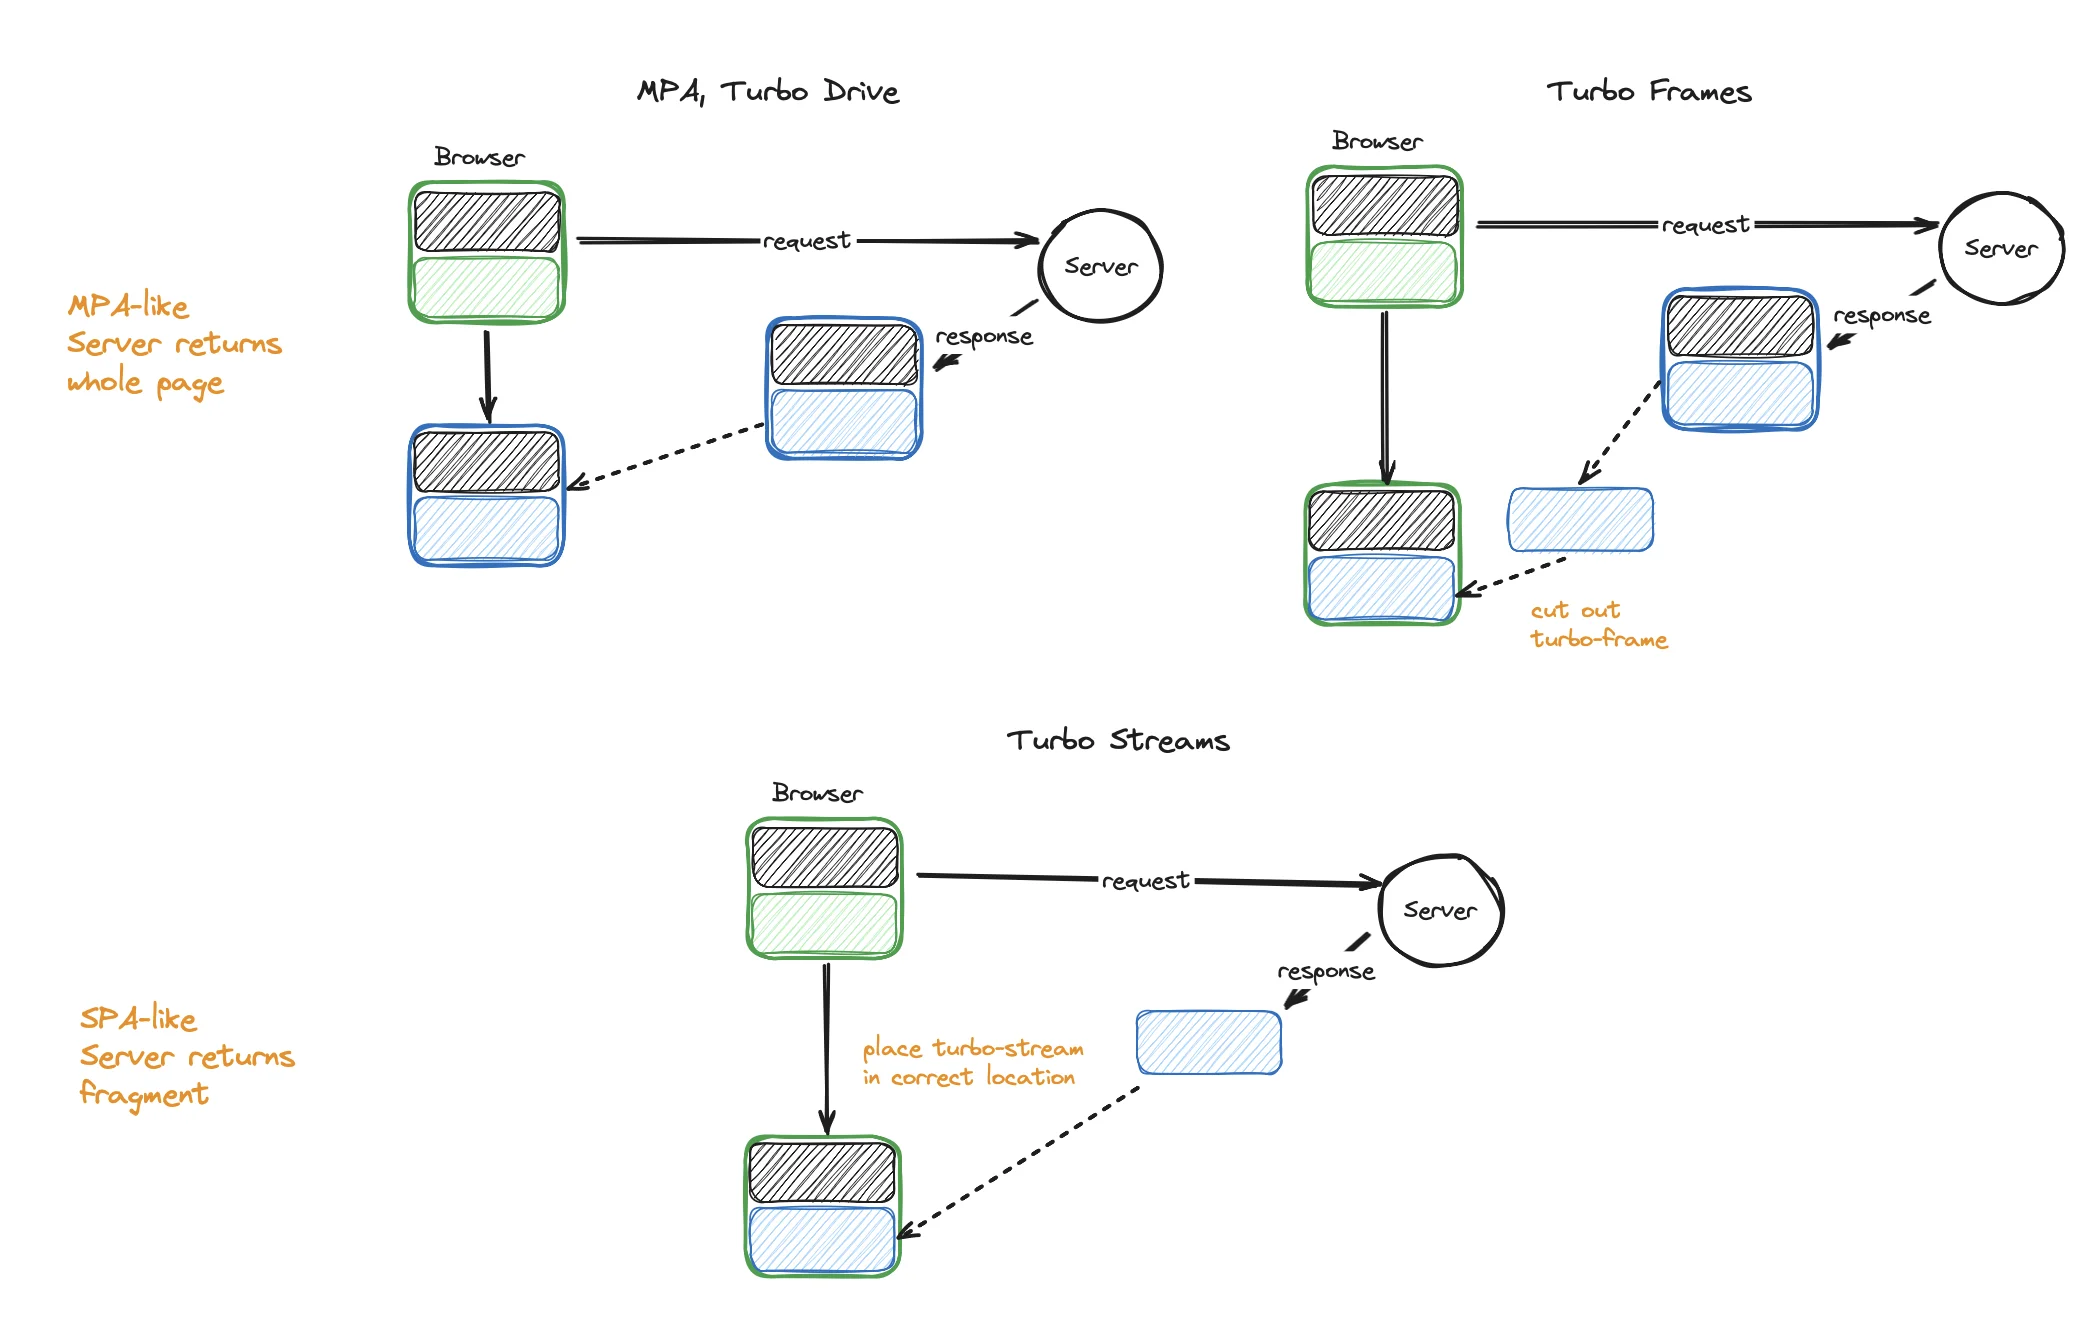 MPA, Turbo Drive
Browser
request
Server
response
MPA-like
Server returns
whole page
Turbo Frames
Browser
request
Server
response
cut out
turbo-frame
Turbo Streams
Browser
request
Server
response
place turbo-stream
in correct location
SPA-like
Server returns
fragment